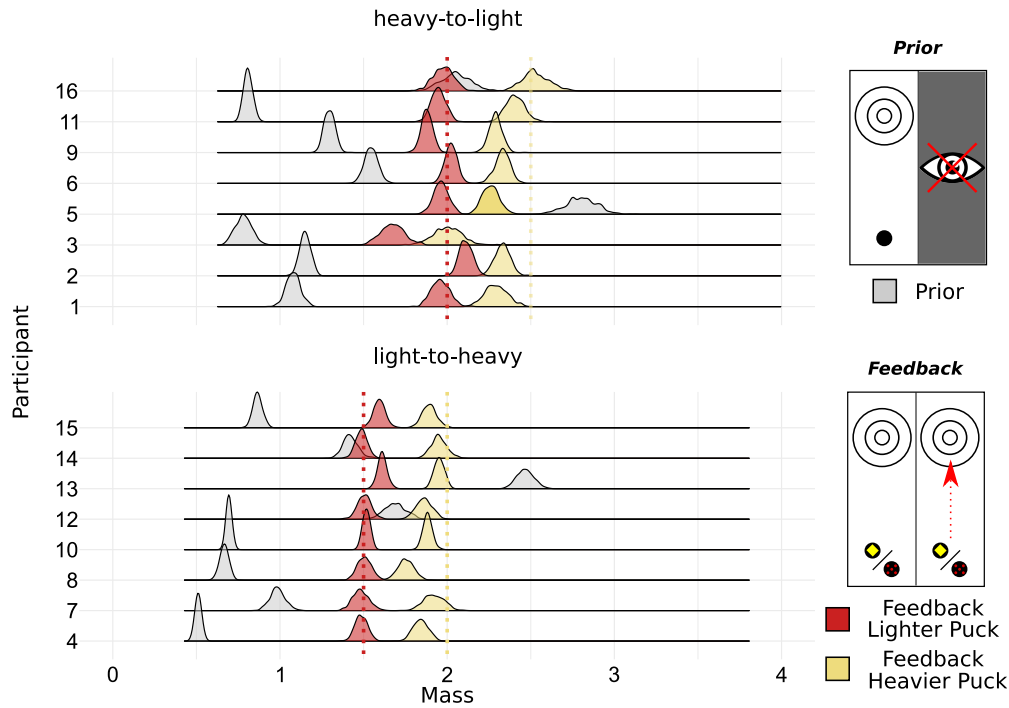 heavy-to-light
16
11
9
6
5
3
2
1
Participant
light-to-heavy
15
14
13
12
10
8
7
4
0
1
2
3
4
Mass
Prior
Prior
Feedback
Feedback
Lighter Puck
Feedback
Heavier Puck